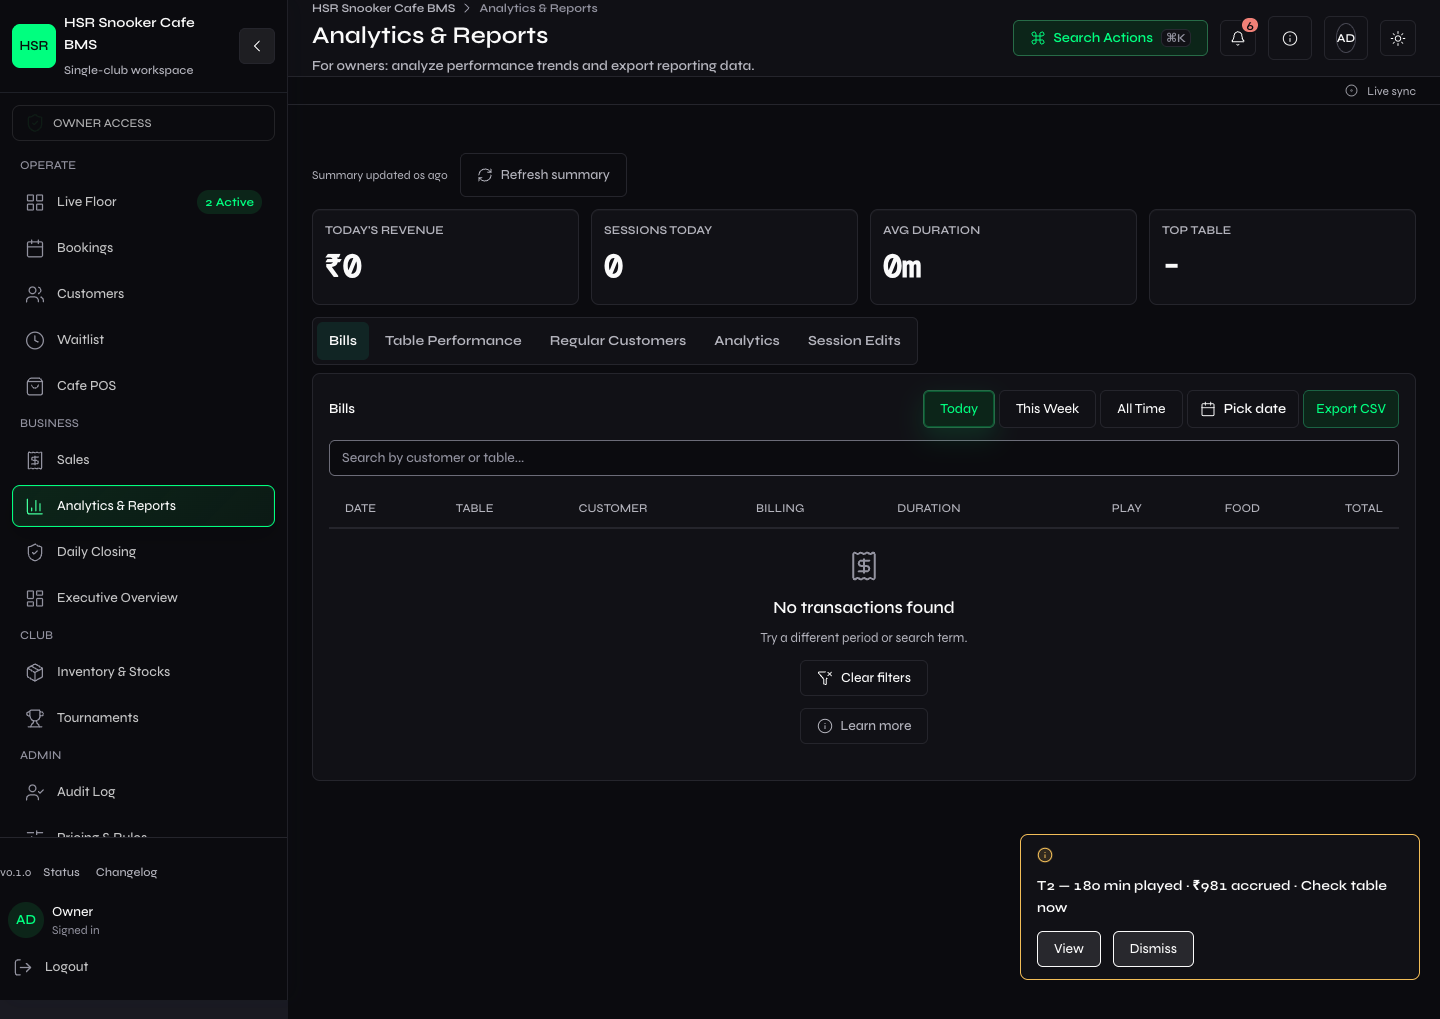 HSR
HSR Snooker Cafe
BMS
Single-club workspace
OWNER ACCESS
OPERATE
Live Floor
2 Active
Bookings
Customers
Waitlist
Cafe POS
BUSINESS
Sales
Analytics & Reports
Daily Closing
Executive Overview
CLUB
Inventory & Stocks
Tournaments
ADMIN
Audit Log
Pricing & Rules
v0.1.0 Status Changelog
AD
Owner
Signed in
Logout
HSR Snooker Cafe BMS > Analytics & Reports
Analytics & Reports
For owners: analyze performance trends and export reporting data.
Search Actions ⌘K
6
AD
Live sync
Summary updated 0s ago
Refresh summary
TODAY'S REVENUE
₹0
SESSIONS TODAY
0
AVG DURATION
0m
TOP TABLE
-
Bills Table Performance Regular Customers Analytics Session Edits
Bills
Today This Week All Time Pick date Export CSV
Search by customer or table...
DATE TABLE CUSTOMER BILLING DURATION PLAY FOOD TOTAL
No transactions found
Try a different period or search term.
Clear filters
Learn more
T2 — 180 min played · ₹981 accrued · Check table
now
View Dismiss